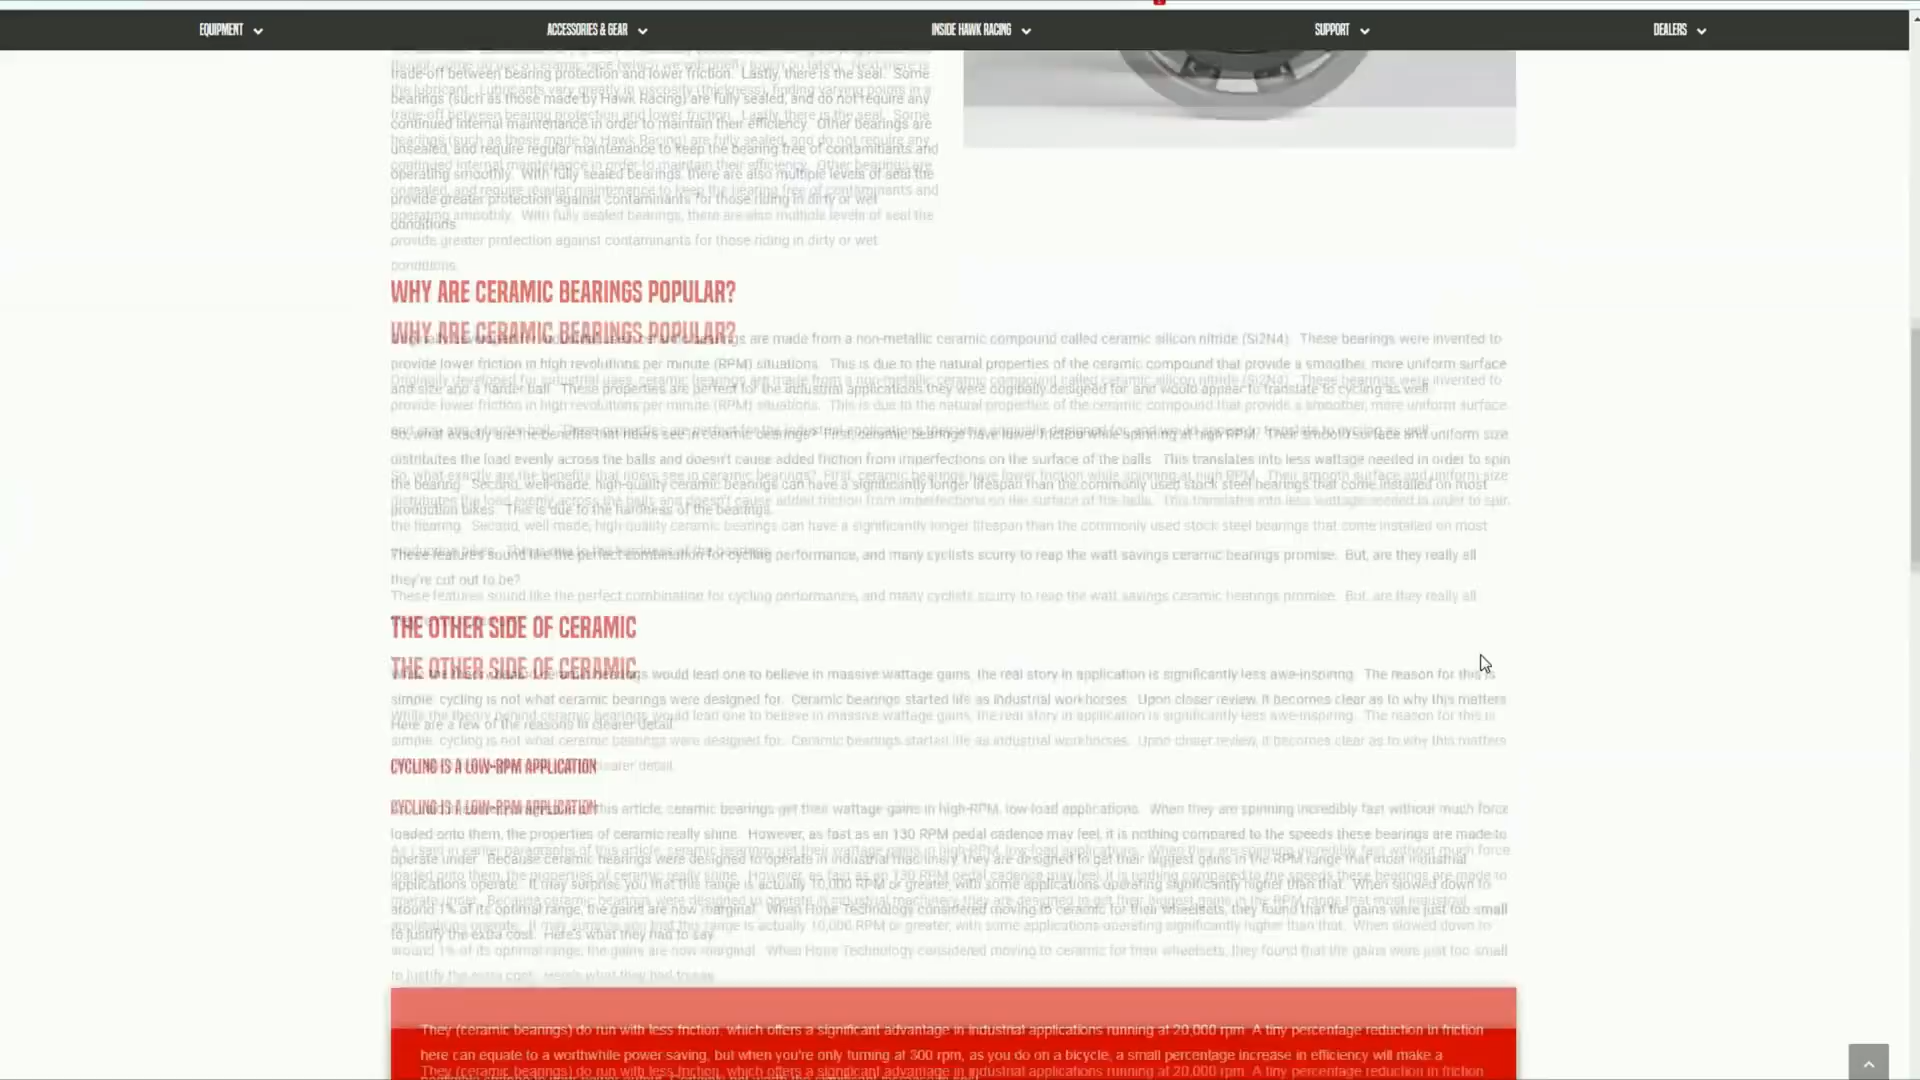 EQUIPMENT
ACCESSORIES & GEAR
INSIDE HAWK RACING
SUPPORT
DEALERS
trade-off between bearing protection and lower friction. Lastly, there is the seal. Some
bearings (such as those made by Hawk Racing) are fully sealed, and do not require any
continued internal maintenance in order to maintain their efficiency. Other bearings are
unsealed, and require regular maintenance to keep the bearing free of contaminants and
operating smoothly. With fully sealed bearings, there are also multiple levels of seal the
provide greater protection against contaminants for those riding in dirty or wet
conditions.
WHY ARE CERAMIC BEARINGS POPULAR?
Originally developed for industrial uses, ceramic bearings are made from a non-metallic ceramic compound called ceramic silicon nitride (Si2N4). These bearings were invented to
provide lower friction in high revolutions per minute (RPM) situations. This is due to the natural properties of the ceramic compound that provide a smoother, more uniform surface
and size and a harder ball. These properties are perfect for the industrial applications they were originally designed for and would appear to translate to cycling as well.
So, what exactly are the benefits that riders see in ceramic bearings? First, ceramic bearings have lower friction while spinning at high RPM. Their smooth surface and uniform size
distributes the load evenly across the balls and doesn't cause added friction from imperfections on the surface of the balls. This translates into less wattage needed in order to spin
the bearing. Second, well-made, high-quality ceramic bearings can have a significantly longer lifespan than the commonly used stock steel bearings that come installed on most
production bikes. This is due to the hardness of the bearings.
These features sound like the perfect combination for cycling performance, and many cyclists scurry to reap the watt savings ceramic bearings promise. But, are they really all
they're cut out to be?
THE OTHER SIDE OF CERAMIC
While the theory behind ceramic bearings would lead one to believe in massive wattage gains, the real story in application is significantly less awe-inspiring. The reason for this is
simple: cycling is not what ceramic bearings were designed for. Ceramic bearings started life as industrial workhorses. Upon closer review, it becomes clear as to why this matters.
Here are a few of the reasons in clearer detail.
CYCLING IS A LOW-RPM APPLICATION
As I said in earlier paragraphs of this article, ceramic bearings get their wattage gains in high-RPM, low-load applications. When they are spinning incredibly fast without much force
loaded onto them, the properties of ceramic really shine. However, as fast as an 130 RPM pedal cadence may feel, it is nothing compared to the speeds these bearings are made to
operate under. Because ceramic bearings were designed to operate in industrial machinery, they are designed to get their biggest gains in the RPM range that most industrial
applications operate. It may surprise you that this range is actually 10,000 RPM or greater, with some applications operating significantly higher than that. When slowed down to
around 1% of its optimal range, the gains are now marginal. When Hope Technology considered moving to ceramic for their wheelsets, they found that the gains were just too small
to justify the extra cost. Here's what they had to say.
They (ceramic bearings) do run with less friction, which offers a significant advantage in industrial applications running at 20,000 rpm. A tiny percentage reduction in friction
here can equate to a worthwhile power saving, but when you're only turning at 300 rpm, as you do on a bicycle, a small percentage increase in efficiency will make a